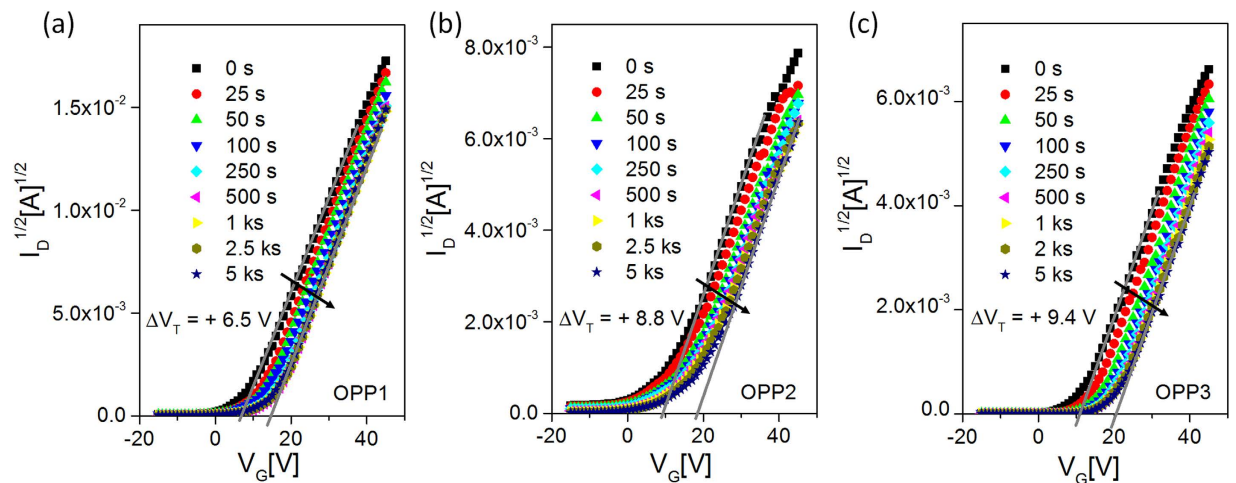 (a)
I_D^1/2[A]^1/2
1.5x10^-2
1.0x10^-2
5.0x10^-3
0.0
0 s
25 s
50 s
100 s
250 s
500 s
1 ks
2.5 ks
5 ks
ΔV_T = + 6.5 V
OPP1
-20 0 20 40
V_G[V]
(b)
I_D^1/2[A]^1/2
8.0x10^-3
6.0x10^-3
4.0x10^-3
2.0x10^-3
0.0
0 s
25 s
50 s
100 s
250 s
500 s
1 ks
2.5 ks
5 ks
ΔV_T = + 8.8 V
OPP2
-20 0 20 40
V_G[V]
(c)
I_D^1/2[A]^1/2
6.0x10^-3
4.0x10^-3
2.0x10^-3
0.0
0 s
25 s
50 s
100 s
250 s
500 s
1 ks
2 ks
5 ks
ΔV_T = + 9.4 V
OPP3
-20 0 20 40
V_G[V]